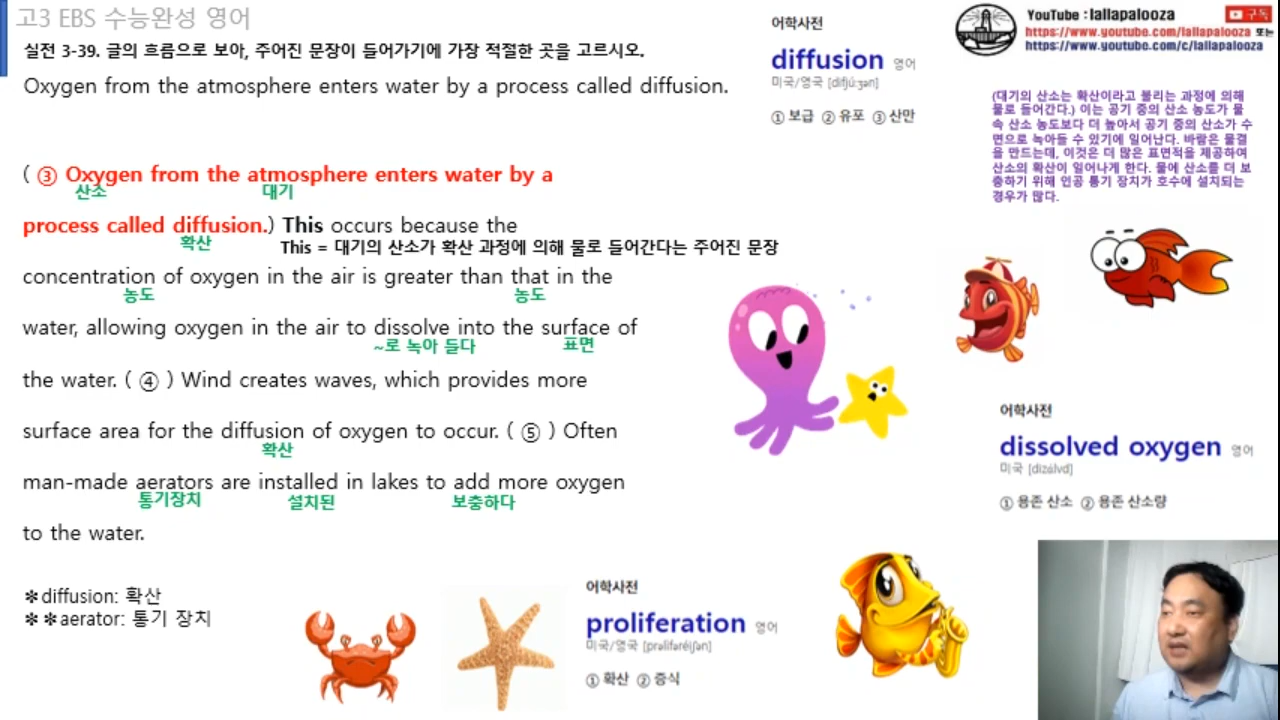 고3 EBS 수능완성 영어
실전 3-39. 글의 흐름으로 보아, 주어진 문장이 들어가기에 가장 적절한 곳을 고르시오.
Oxygen from the atmosphere enters water by a process called diffusion.
( ③ Oxygen from the atmosphere enters water by a
산소 대기
process called diffusion.) This occurs because the
확산
This = 대기의 산소가 확산 과정에 의해 물로 들어간다는 주어진 문장
concentration of oxygen in the air is greater than that in the
농도 농도
water, allowing oxygen in the air to dissolve into the surface of
~로 녹아 들다 표면
the water. ( ④ ) Wind creates waves, which provides more
surface area for the diffusion of oxygen to occur. ( ⑤ ) Often
확산
man-made aerators are installed in lakes to add more oxygen
통기장치 설치된 보충하다
to the water.
✻diffusion: 확산
✻✻aerator: 통기 장치
어학사전
diffusion 영어
미국/영국 [difjú:ʒən]
① 보급 ② 유포 ③ 산만
YouTube : lallapalooza
구독
https://www.youtube.com/lallapalooza 또는
https://www.youtube.com/c/lallapalooza
(대기의 산소는 확산이라고 불리는 과정에 의해
물로 들어간다.) 이는 공기 중의 산소 농도가 물
속 산소 농도보다 더 높아서 공기 중의 산소가 수
면으로 녹아들 수 있기에 일어난다. 바람은 물결
을 만드는데, 이것은 더 많은 표면적을 제공하여
산소의 확산이 일어나게 한다. 물에 산소를 더 보
충하기 위해 인공 통기 장치가 호수에 설치되는
경우가 많다.
어학사전
dissolved oxygen 영어
미국 [dizálvd]
① 용존 산소 ② 용존 산소량
어학사전
proliferation 영어
미국/영국 [prəlìfəréiʃən]
① 확산 ② 증식